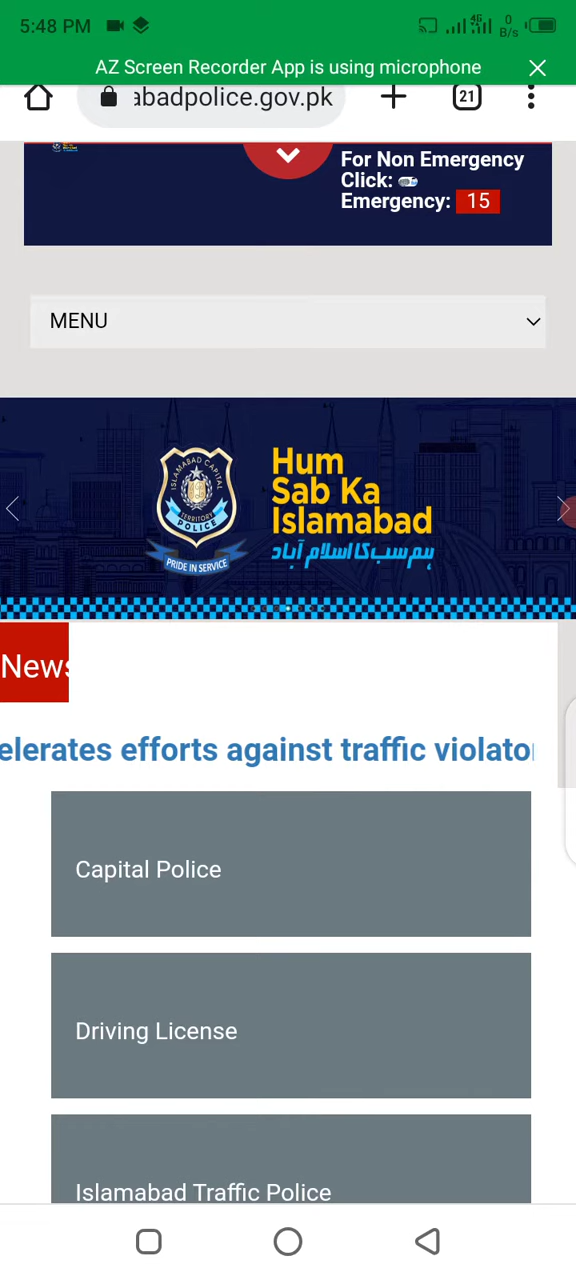 5:48 PM
4G
0
B/s
AZ Screen Recorder App is using microphone
abadpolice.gov.pk
21
For Non Emergency
Click:
Emergency: 15
MENU
ISLAMABAD CAPITAL
TERRITORY
POLICE
PRIDE IN SERVICE
Hum
Sab Ka
Islamabad
ہم سب کا اسلام آباد
News
elerates efforts against traffic violato
Capital Police
Driving License
Islamabad Traffic Police